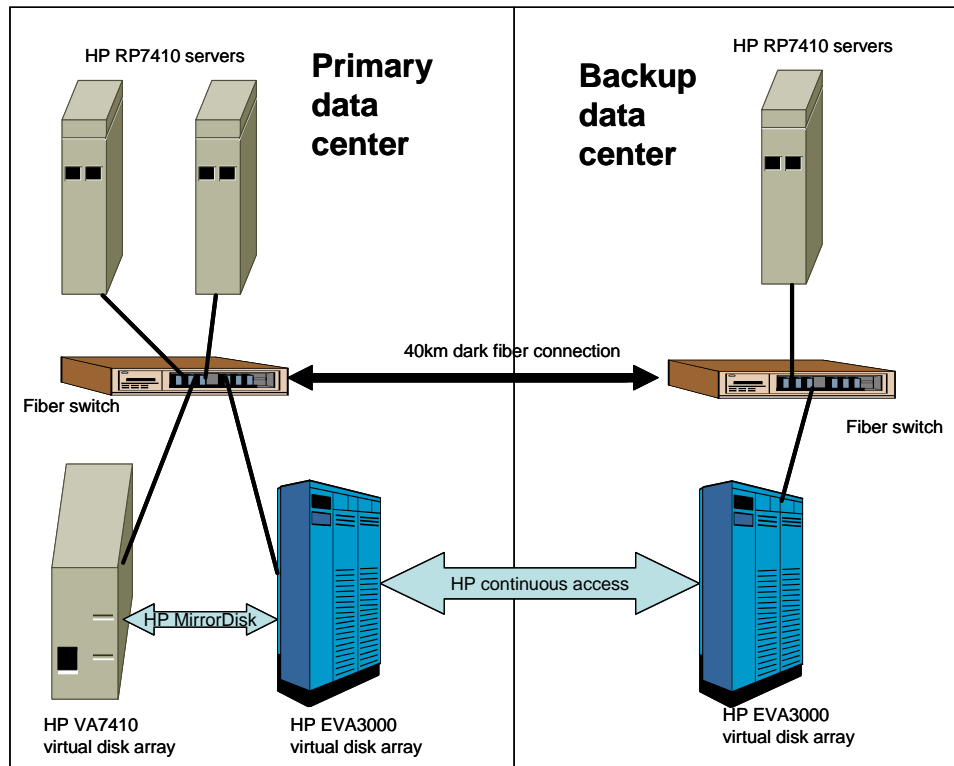 HP RP7410 servers
Primary
data
center
HP RP7410 servers
Backup
data
center
40km dark fiber connection
Fiber switch
Fiber switch
HP continuous access
HP MirrorDisk
HP VA7410
virtual disk array
HP EVA3000
virtual disk array
HP EVA3000
virtual disk array